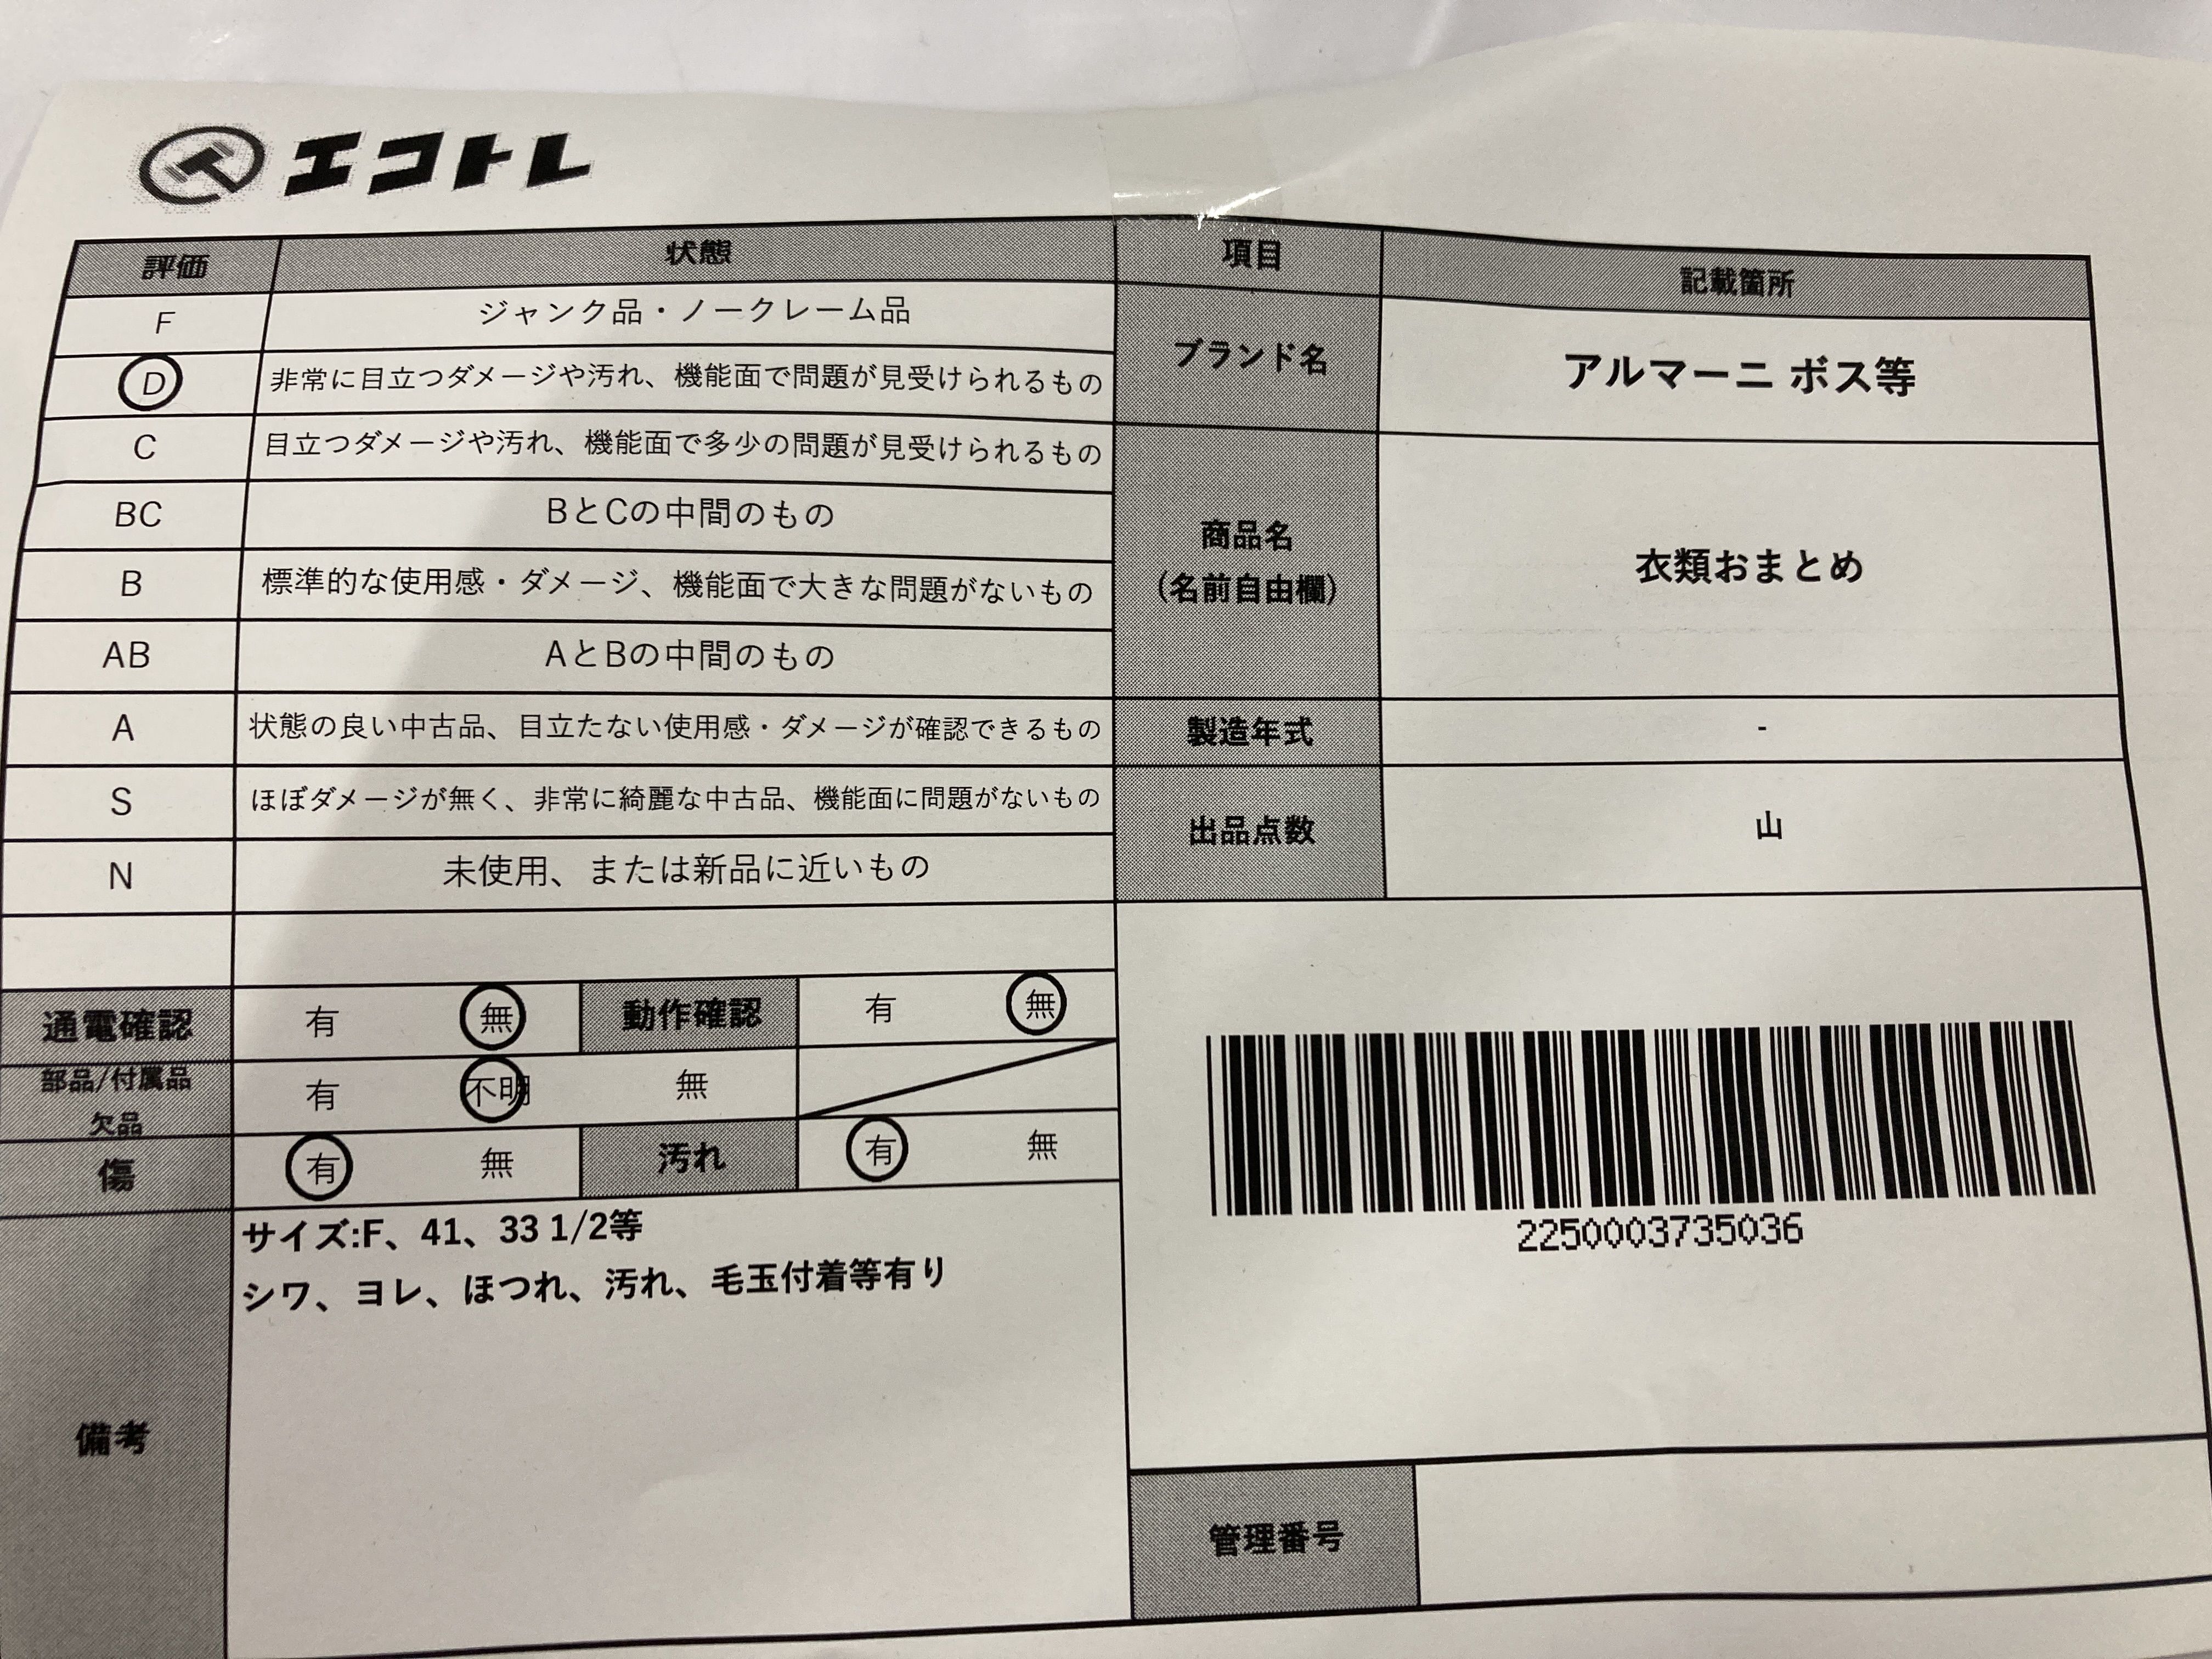 エコトレ
評価 状態
F ジャンク品・ノークレーム品
D 非常に目立つダメージや汚れ、機能面で問題が見受けられるもの
C 目立つダメージや汚れ、機能面で多少の問題が見受けられるもの
BC BとCの中間のもの
B 標準的な使用感・ダメージ、機能面で大きな問題がないもの
AB AとBの中間のもの
A 状態の良い中古品、目立たない使用感・ダメージが確認できるもの
S ほぼダメージが無く、非常に綺麗な中古品、機能面に問題がないもの
N 未使用、または新品に近いもの
通電確認 有 無 動作確認 有 無
部品/付属品
欠品
有 不明 無
傷 有 無 汚れ 有 無
備考
サイズ:F、41、33 1/2等
シワ、ヨレ、ほつれ、汚れ、毛玉付着等有り
項目 記載箇所
ブランド名 アルマーニ ボス等
商品名
(名前自由欄)
衣類おまとめ
製造年式 -
出品点数 山
2250003735036
管理番号